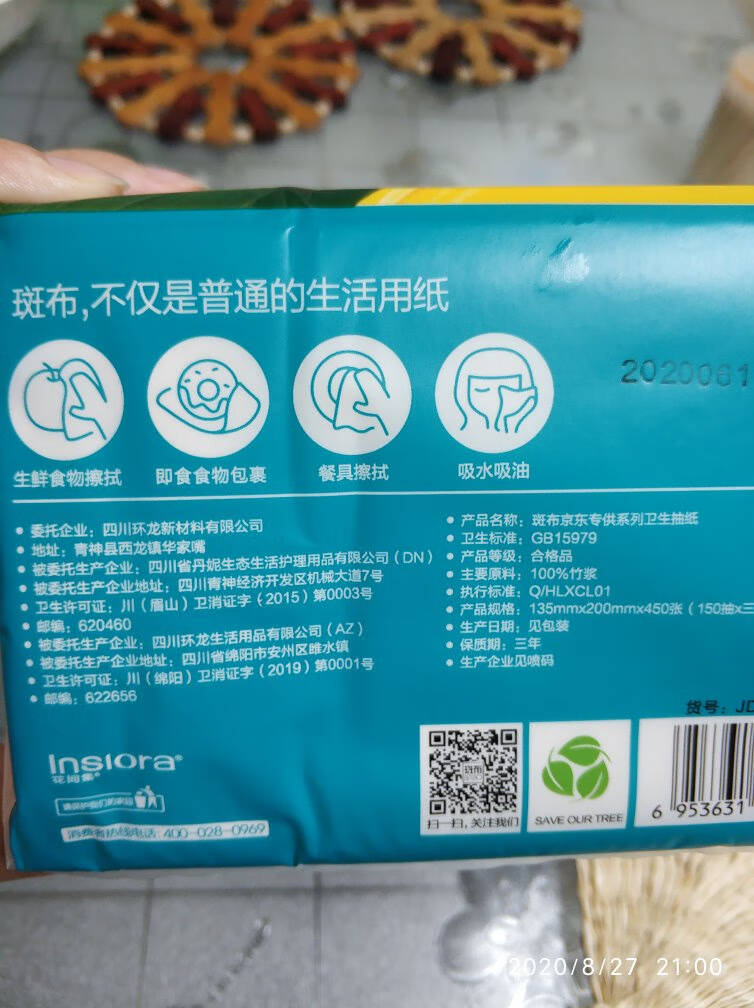 斑布,不仅是普通的生活用纸
2020061
生鲜食物擦拭
即食食物包裹
餐具擦拭
吸水吸油
• 委托企业：四川环龙新材料有限公司
• 地址：青神县西龙镇华家嘴
• 被委托生产企业：四川省丹妮生态生活护理用品有限公司（DN）
• 被委托生产企业地址：四川青神经济开发区机械大道7号
• 卫生许可证：川（眉山）卫消证字（2015）第0003号
• 邮编：620460
• 被委托生产企业：四川环龙生活用品有限公司（AZ）
• 被委托生产企业地址：四川省绵阳市安州区雎水镇
• 卫生许可证：川（绵阳）卫消证字（2019）第0001号
• 邮编：622656
• 产品名称：斑布京东专供系列卫生抽纸
• 卫生标准：GB15979
• 产品等级：合格品
• 主要原料：100%竹浆
• 执行标准：Q/HLXCL01
• 产品规格：135mmx200mmx450张（150抽x三
• 生产日期：见包装
• 保质期：三年
• 生产企业见喷码
货号：JD
Insiora®
花间集®
消费者热线电话：400-028-0969
斑布
扫一扫，关注我们
SAVE OUR TREE
6 953631
2020/8/27 21:00